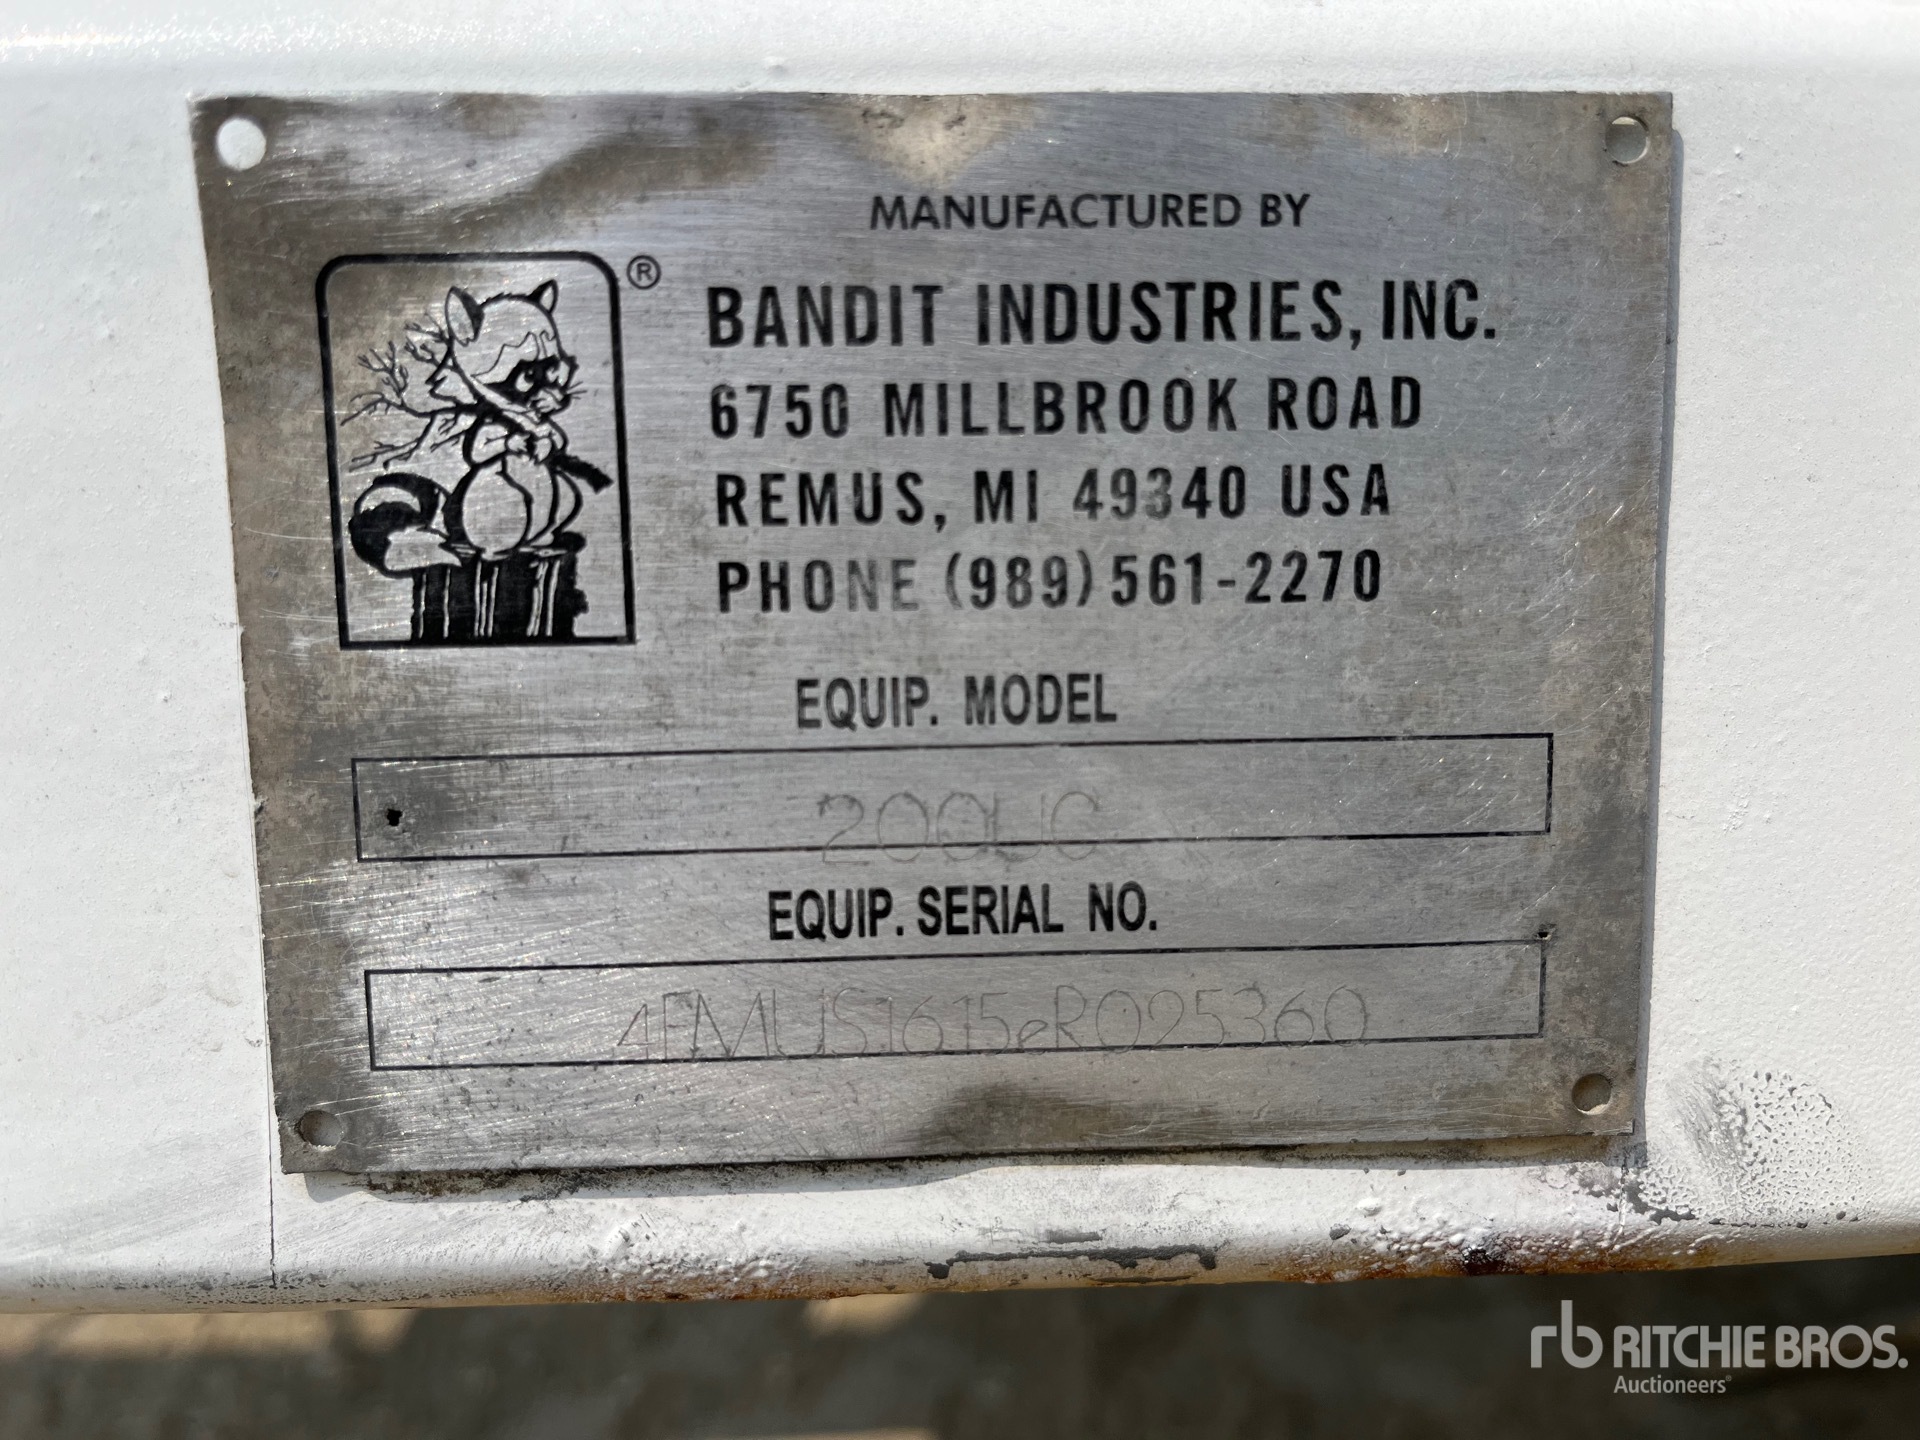 MANUFACTURED BY
®
BANDIT INDUSTRIES, INC.
6750 MILLBROOK ROAD
REMUS, MI 49340 USA
PHONE (989) 561-2270
EQUIP. MODEL
200UC
EQUIP. SERIAL NO.
4FMUS1615eR025360
rb RITCHIE BROS.
Auctioneers®